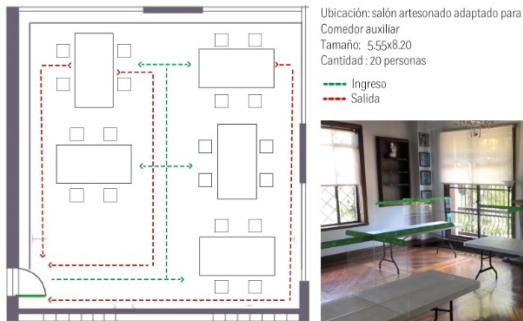 Ubicación: salón artesonado adaptado para
Comedor auxiliar
Tamaño: 5.55x8.20
Cantidad : 20 personas
Ingreso
Salida